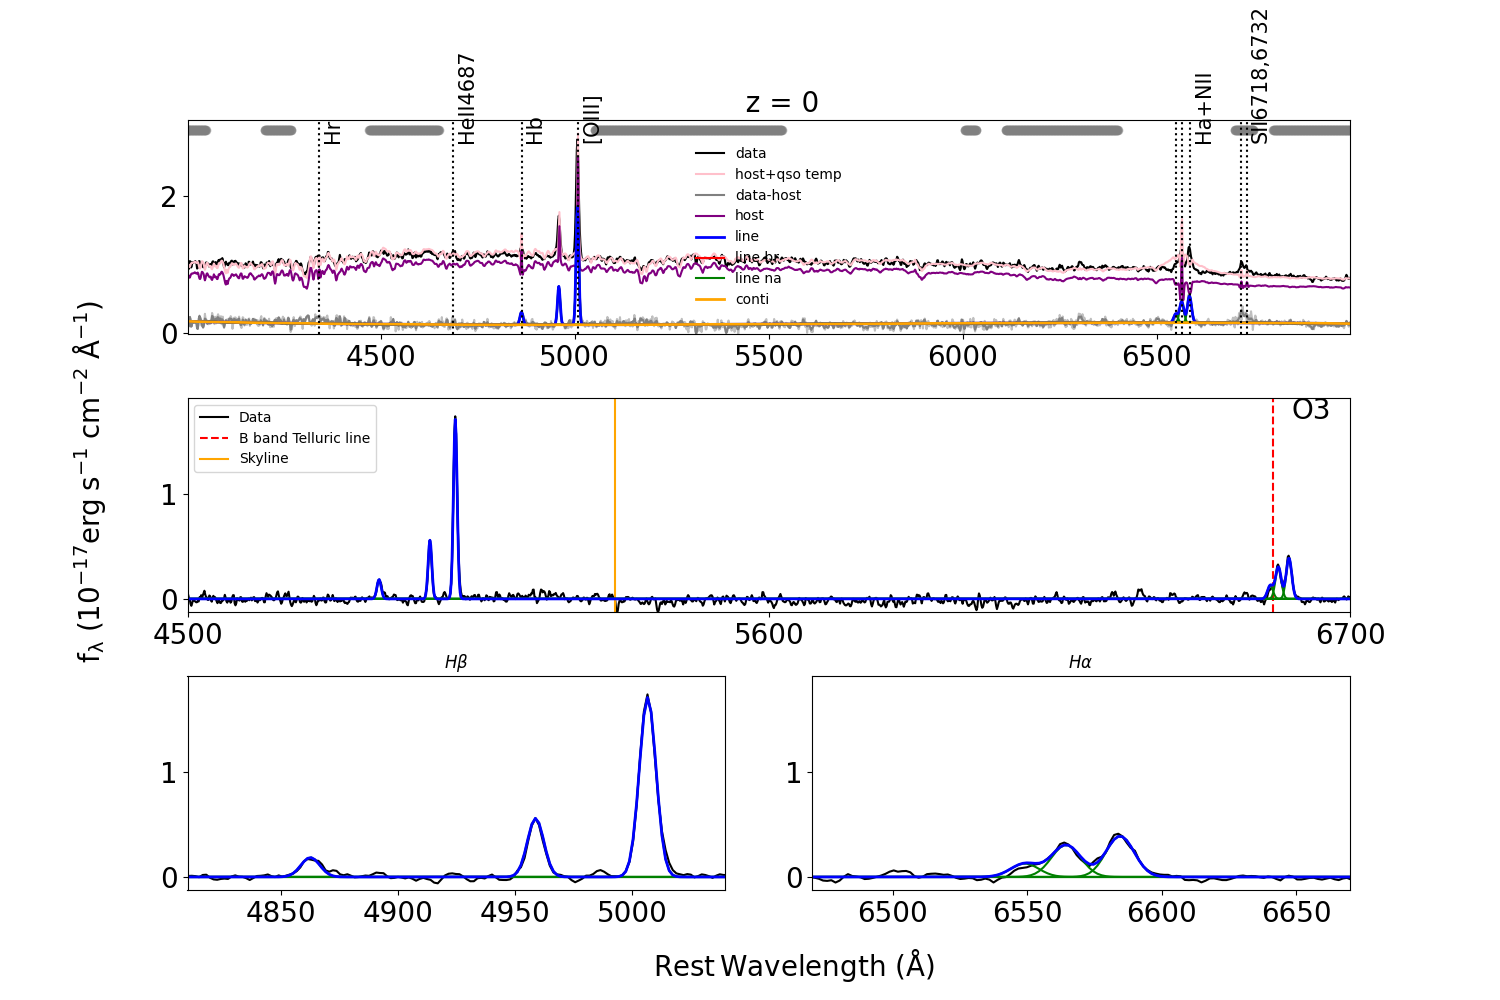 z = 0
Hr
HeII4687
Hb
[OIII]
Ha+NII
SII6718,6732
data
host+qso temp
data-host
host
line
line br
line na
conti
2
0
4500
5000
5500
6000
6500
Data
B band Telluric line
Skyline
O3
1
0
4500
5600
6700
fλ (10⁻¹⁷erg s⁻¹ cm⁻² Å⁻¹)
Hβ
1
0
4850
4900
4950
5000
Hα
1
0
6500
6550
6600
6650
Rest Wavelength (Å)